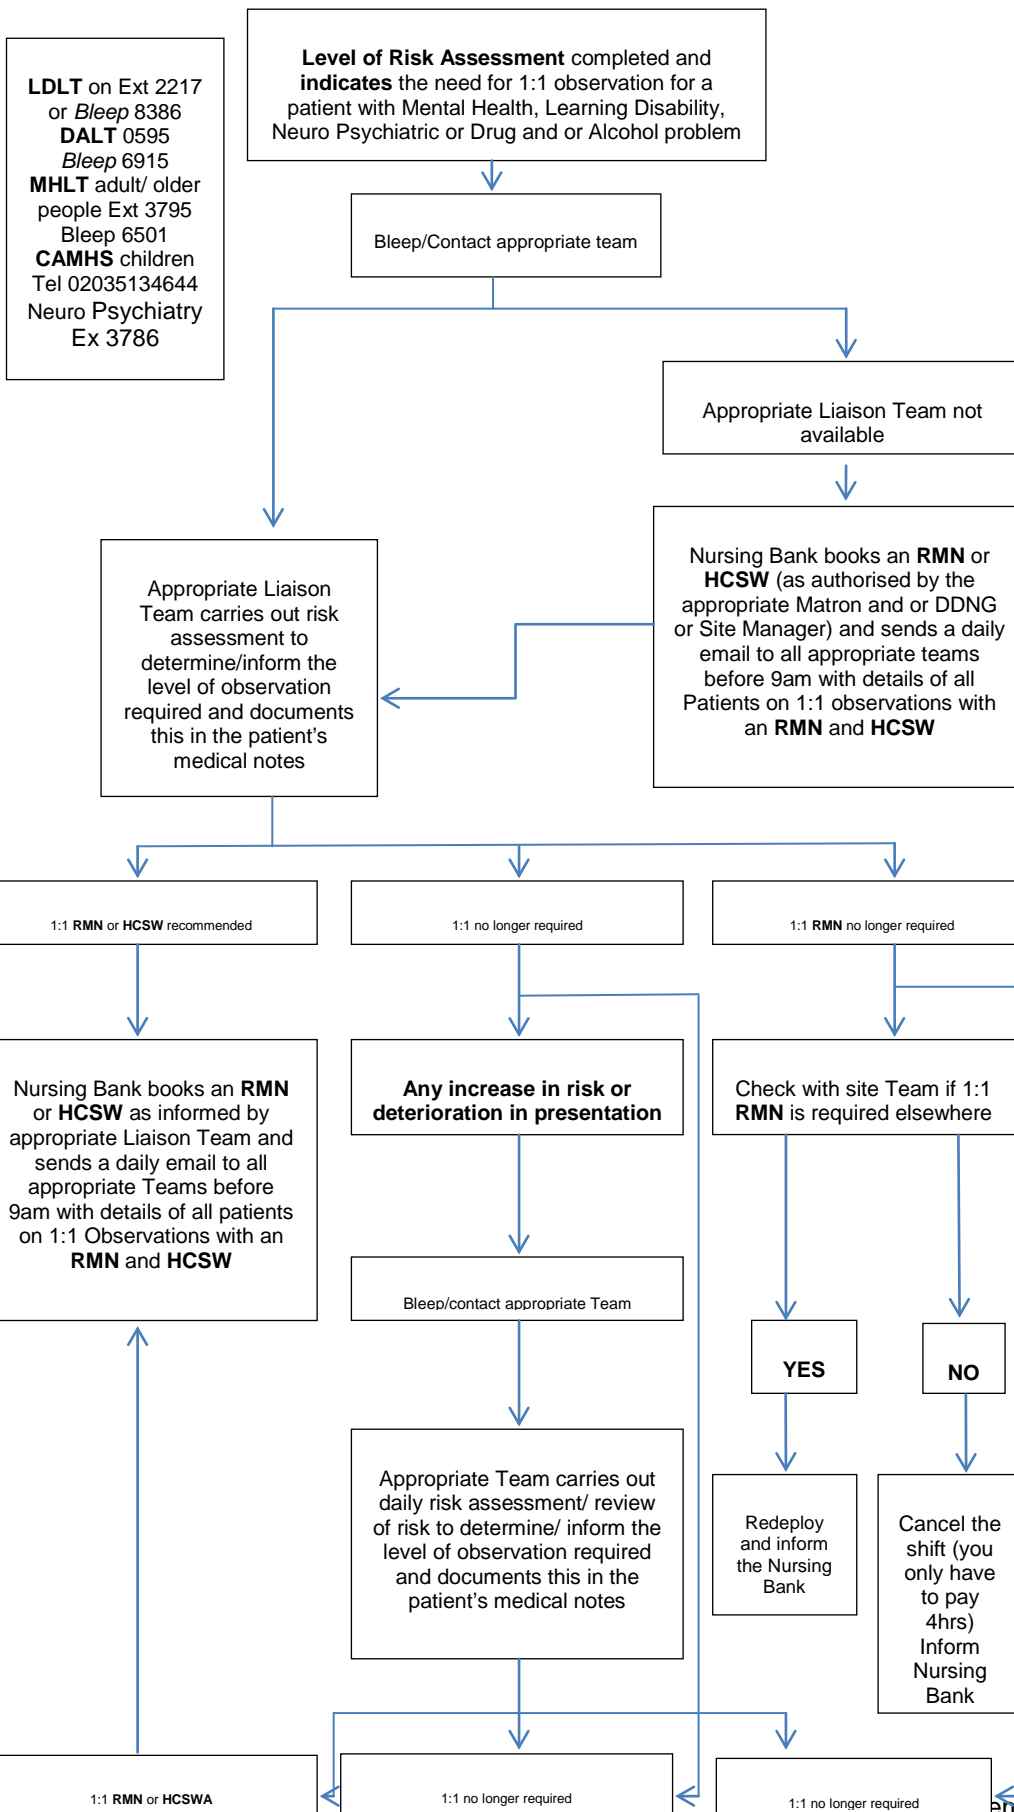 LDLT on Ext 2217
or Bleep 8386
DALT 0595
Bleep 6915
MHLT adult/ older
people Ext 3795
Bleep 6501
CAMHS children
Tel 02035134644
Neuro Psychiatry
Ex 3786
Level of Risk Assessment completed and
indicates the need for 1:1 observation for a
patient with Mental Health, Learning Disability,
Neuro Psychiatric or Drug and or Alcohol problem
Bleep/Contact appropriate team
Appropriate Liaison Team not
available
Nursing Bank books an RMN or
HCSW (as authorised by the
appropriate Matron and or DDNG
or Site Manager) and sends a daily
email to all appropriate teams
before 9am with details of all
Patients on 1:1 observations with
an RMN and HCSW
Appropriate Liaison
Team carries out risk
assessment to
determine/inform the
level of observation
required and documents
this in the patient's
medical notes
1:1 RMN or HCSW recommended
1:1 no longer required
1:1 RMN no longer required
Nursing Bank books an RMN
or HCSW as informed by
appropriate Liaison Team and
sends a daily email to all
appropriate Teams before
9am with details of all patients
on 1:1 Observations with an
RMN and HCSW
Any increase in risk or
deterioration in presentation
Check with site Team if 1:1
RMN is required elsewhere
Bleep/contact appropriate Team
YES
NO
Appropriate Team carries out
daily risk assessment/ review
of risk to determine/ inform the
level of observation required
and documents this in the
patient's medical notes
Redeploy
and inform
the Nursing
Bank
Cancel the
shift (you
only have
to pay
4hrs)
Inform
Nursing
Bank
1:1 RMN or HCSWA
1:1 no longer required
1:1 no longer required